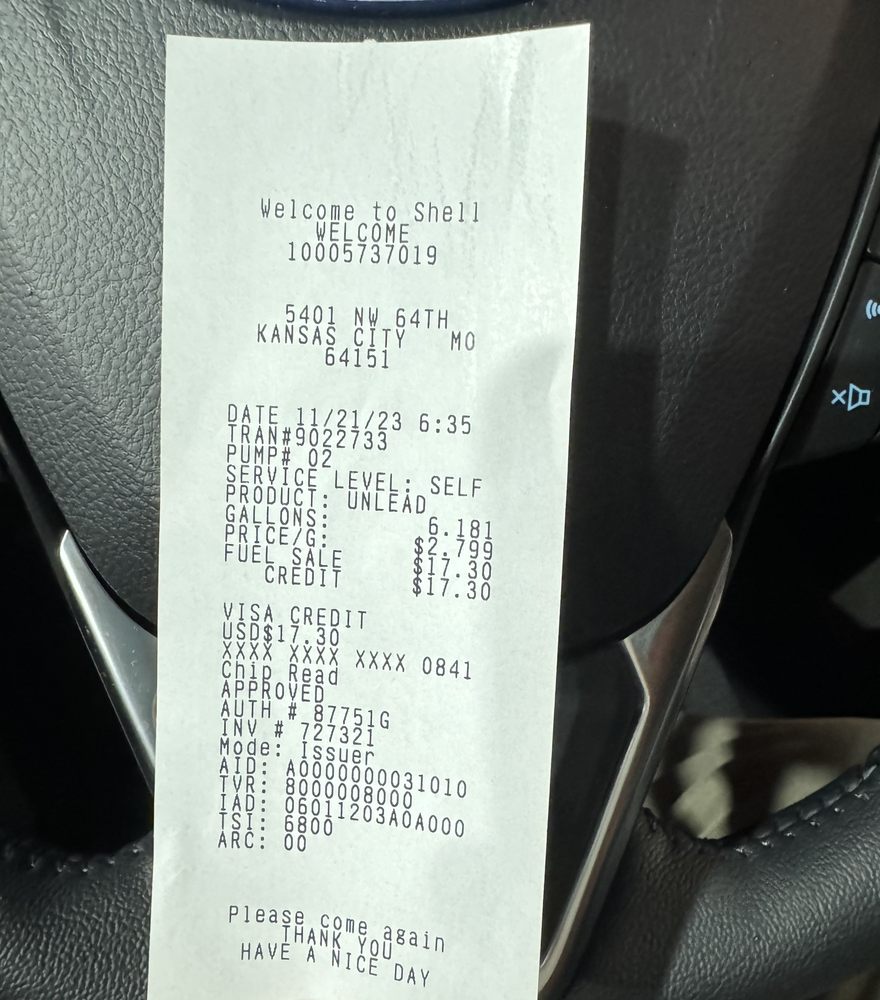 Welcome to Shell
WELCOME
10005737019
5401 NW 64TH
KANSAS CITY MO
64151
DATE 11/21/23 6:35
TRAN#9022733
PUMP# 02
SERVICE LEVEL: SELF
PRODUCT: UNLEAD
GALLONS: 6.181
PRICE/G: $2.799
FUEL SALE $17.30
CREDIT $17.30
VISA CREDIT
USD$17.30
XXXX XXXX XXXX 0841
Chip Read
APPROVED
AUTH # 87751G
INV # 727321
Mode: Issuer
AID: A0000000031010
TVR: 8000008000
IAD: 06011203A0A000
TSI: 6800
ARC: 00
Please come again
THANK YOU
HAVE A NICE DAY